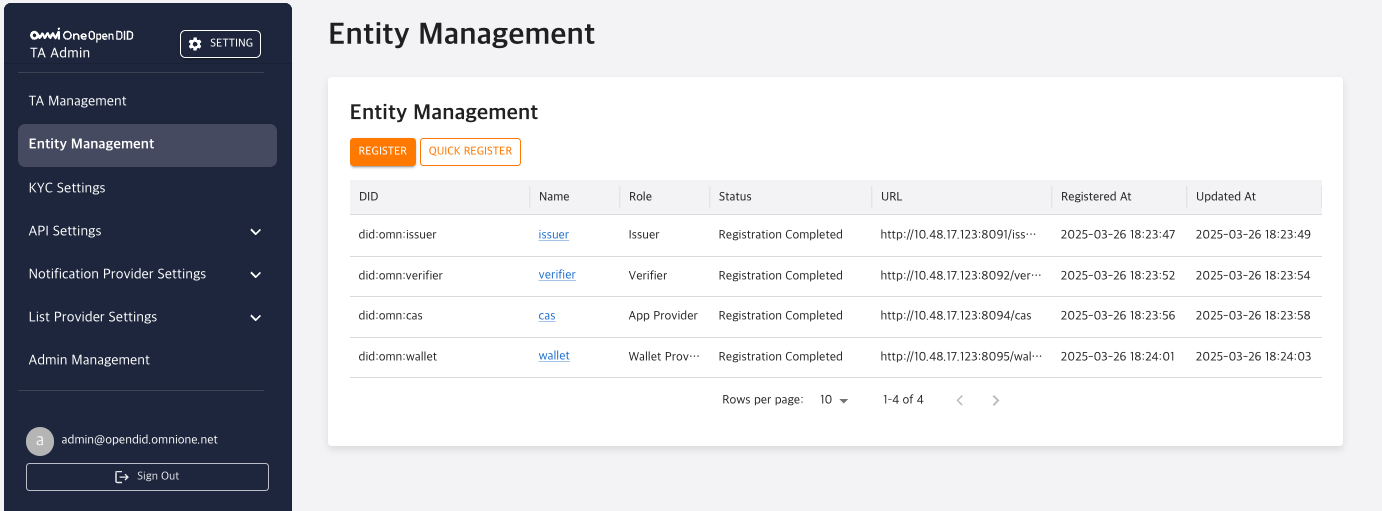 omni OneOpen DID
TA Admin
SETTING
TA Management
Entity Management
KYC Settings
API Settings
Notification Provider Settings
List Provider Settings
Admin Management
a
admin@opendid.omnione.net
Sign Out
Entity Management
Entity Management
REGISTER QUICK REGISTER
DID Name Role Status URL Registered At Updated At
did:omn:issuer issuer Issuer Registration Completed http://10.48.17.123:8091/iss… 2025-03-26 18:23:47 2025-03-26 18:23:49
did:omn:verifier verifier Verifier Registration Completed http://10.48.17.123:8092/ver… 2025-03-26 18:23:52 2025-03-26 18:23:54
did:omn:cas cas App Provider Registration Completed http://10.48.17.123:8094/cas 2025-03-26 18:23:56 2025-03-26 18:23:58
did:omn:wallet wallet Wallet Prov… Registration Completed http://10.48.17.123:8095/wal… 2025-03-26 18:24:01 2025-03-26 18:24:03
Rows per page: 10 1-4 of 4